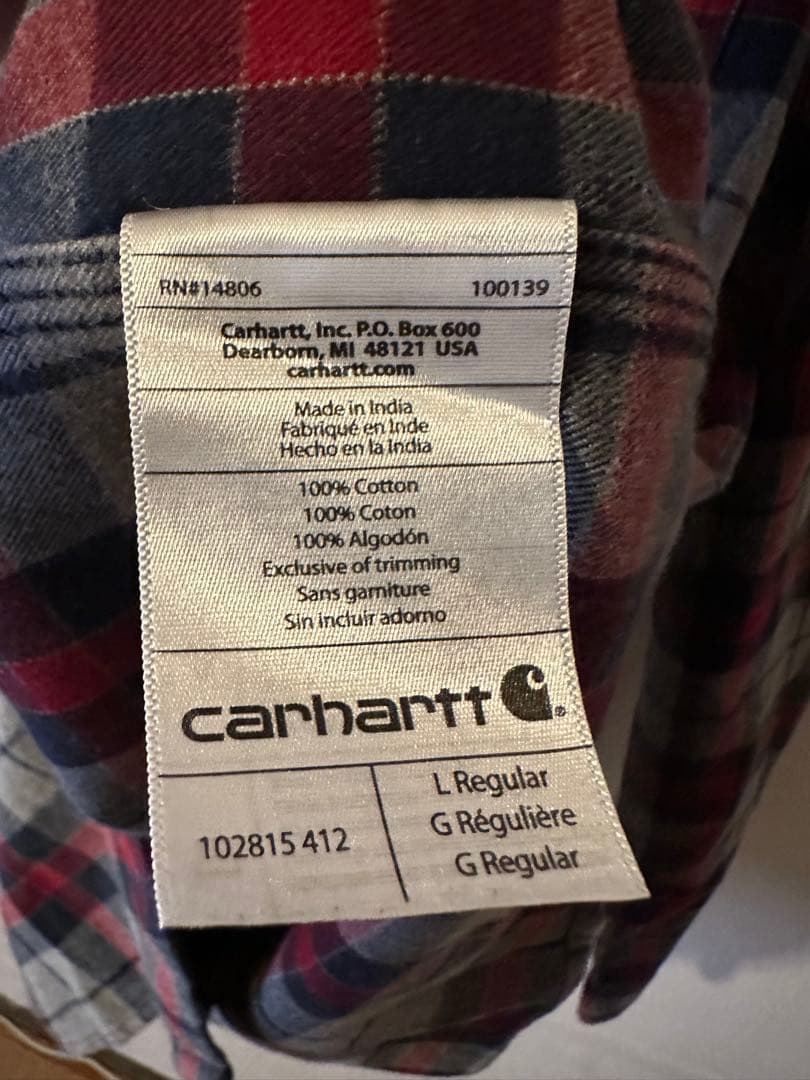 RN#14806 100139
Carhartt, Inc. P.O. Box 600
Dearborn, MI 48121 USA
carhartt.com
Made in India
Fabriqué en Inde
Hecho en la India
100% Cotton
100% Coton
100% Algodón
Exclusive of trimming
Sans garniture
Sin incluir adorno
carhartt
102815 412
L Regular
G Régulière
G Regular